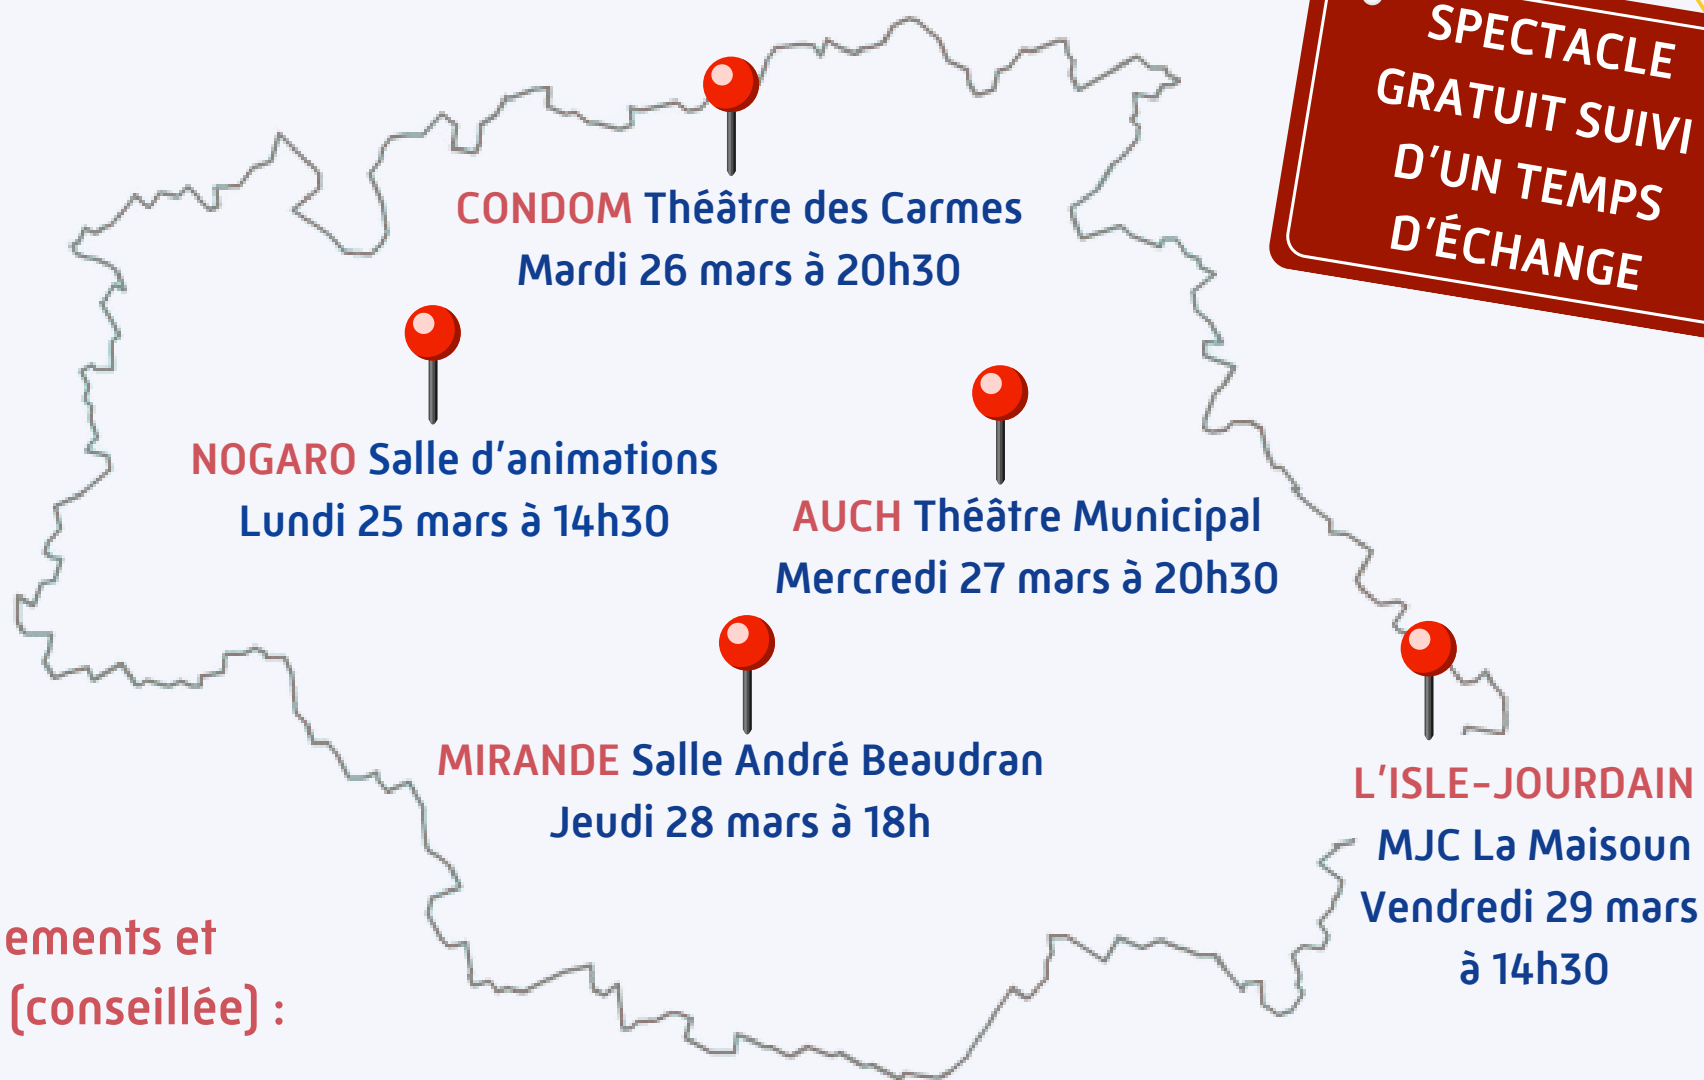 SPECTACLE
GRATUIT SUIVI
D'UN TEMPS
D'ÉCHANGE
CONDOM Théâtre des Carmes
Mardi 26 mars à 20h30
NOGARO Salle d'animations
Lundi 25 mars à 14h30
AUCH Théâtre Municipal
Mercredi 27 mars à 20h30
MIRANDE Salle André Beaudran
Jeudi 28 mars à 18h
L'ISLE-JOURDAIN
MJC La Maisoun
Vendredi 29 mars
à 14h30
ements et
(conseillée) :